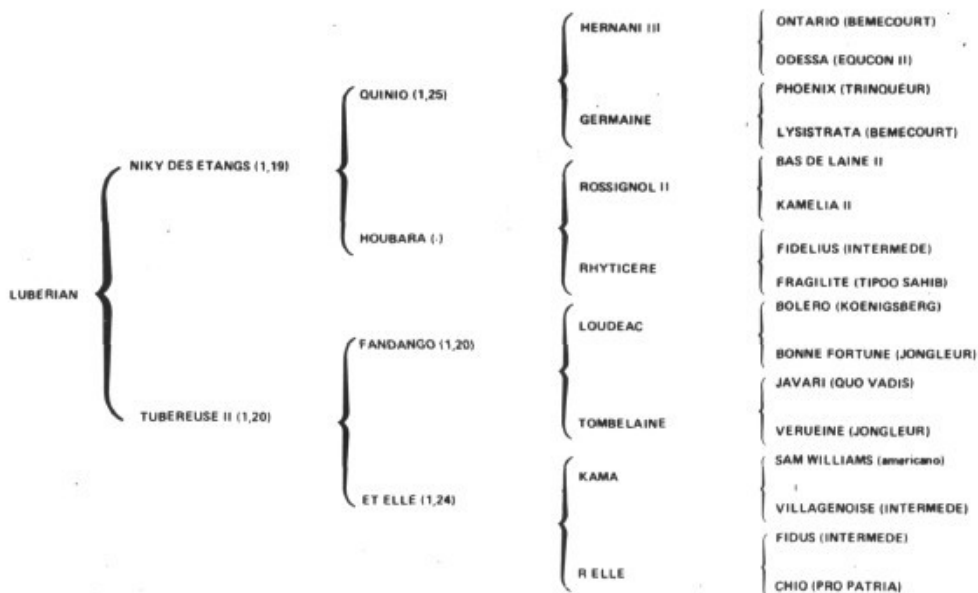 HERNANI III
ONTARIO (BEMECOURT)
ODESSA (EQUCON II)
QUINIO (1,25)
GERMAINE
PHOENIX (TRINQUEUR)
LYSISTRATA (BEMECOURT)
NIKY DES ETANGS (1,19)
ROSSIGNOL II
BAS DE LAINE II
KAMELIA II
HOUBARA (-)
RHYTICERE
FIDELIUS (INTERMEDE)
FRAGILITE (TIPOO SAHIB)
LUBERIAN
LOUDEAC
BOLERO (KOENIGSBERG)
BONNE FORTUNE (JONGLEUR)
FANDANGO (1,20)
TOMBELAINE
JAVARI (QUO VADIS)
VERUEINE (JONGLEUR)
TUBEREUSE II (1,20)
KAMA
SAM WILLIAMS (americano)
VILLAGENOISE (INTERMEDE)
ET ELLE (1,24)
R ELLE
FIDUS (INTERMEDE)
CHIO (PRO PATRIA)